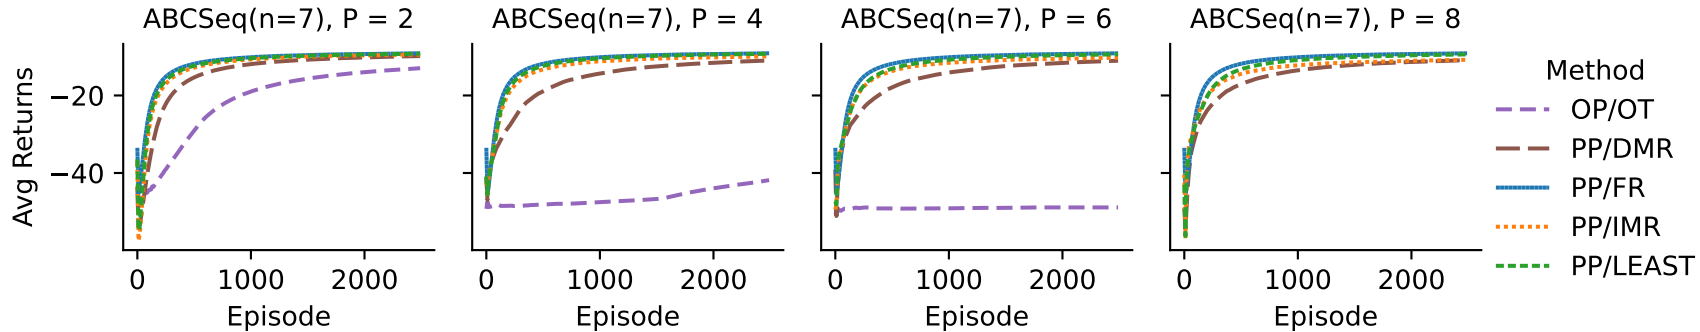 ABCSeq(n=7), P = 2
ABCSeq(n=7), P = 4
ABCSeq(n=7), P = 6
ABCSeq(n=7), P = 8
Avg Returns
−20
−40
0 1000 2000
0 1000 2000
0 1000 2000
0 1000 2000
Episode
Episode
Episode
Episode
Method
OP/OT
PP/DMR
PP/FR
PP/IMR
PP/LEAST